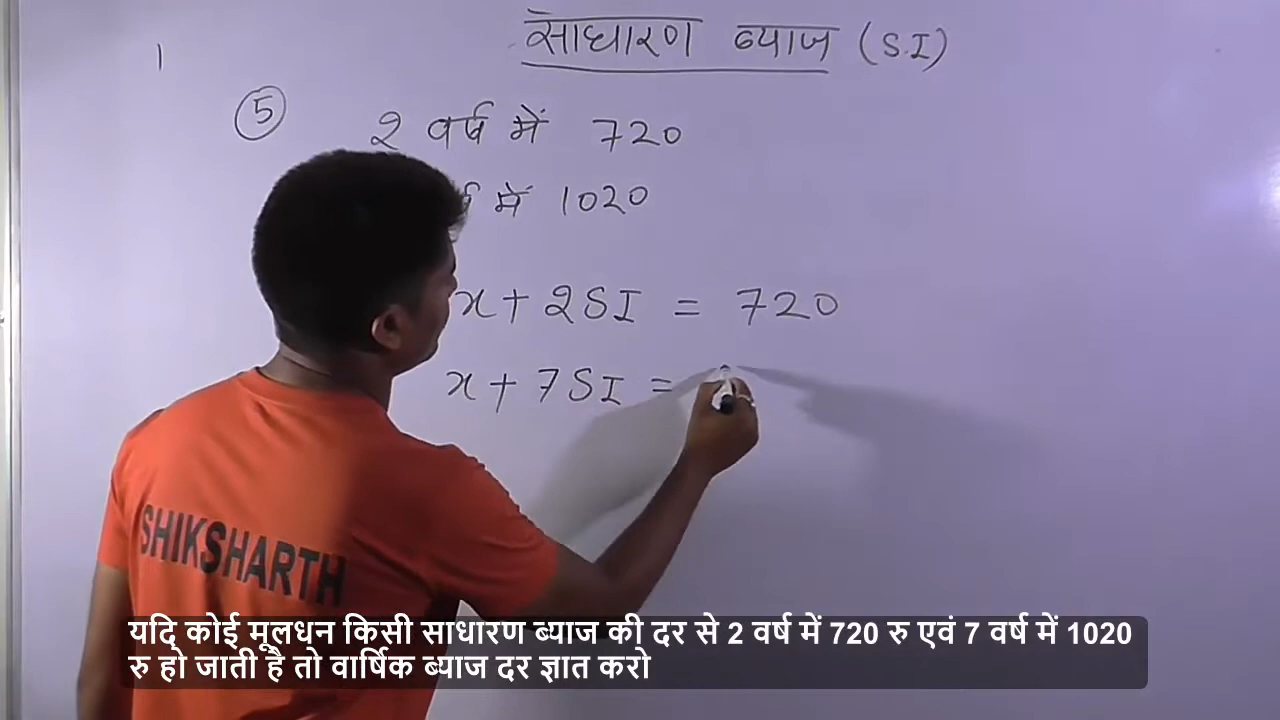 साधारण ब्याज (S.I)
1
5
2 वर्ष में 720
में 1020
x + 2SI = 720
x + 7SI =
SHIKSHARTH
यदि कोई मूलधन किसी साधारण ब्याज की दर से 2 वर्ष में 720 रु एवं 7 वर्ष में 1020
रु हो जाती है तो वार्षिक ब्याज दर ज्ञात करो